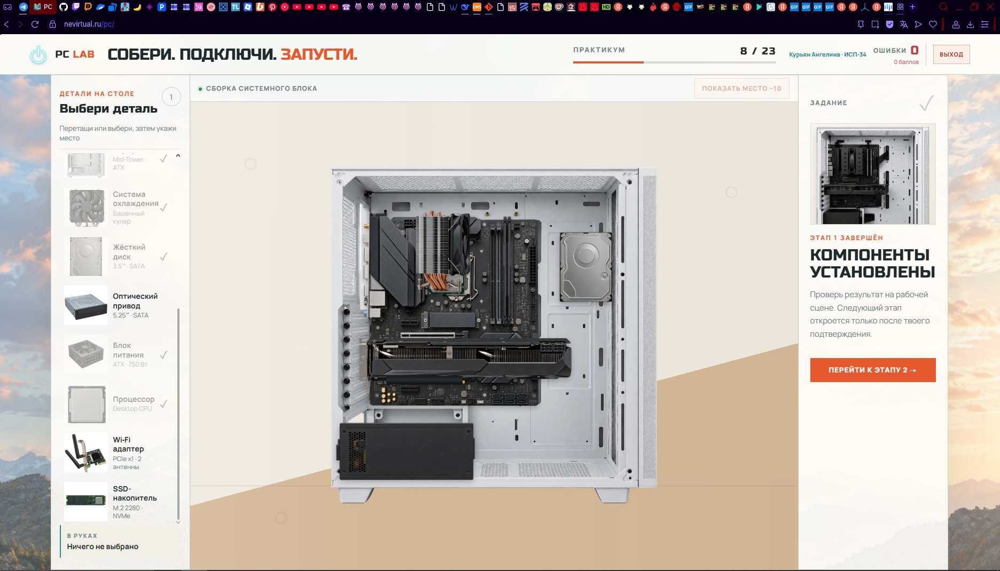 PC
nevirtual.ru/pc/
PC LAB
СОБЕРИ. ПОДКЛЮЧИ. ЗАПУСТИ.
ПРАКТИКУМ
8 / 23
Курьян Ангелина · ИСП-34
ОШИБКИ 0
0 баллов
ВЫХОД
ДЕТАЛИ НА СТОЛЕ
1
Выбери деталь
Перетащи или выбери, затем укажи
место
Mid-Tower ·
ATX
Система
охлаждения
Башенный
кулер
Жёсткий
диск
3.5″ · SATA
Оптический
привод
5.25″ · SATA
Блок
питания
ATX · 750 Вт
Процессор
Desktop CPU
Wi-Fi
адаптер
PCIe x1 · 2
антенны
SSD-
накопитель
M.2 2280 ·
NVMe
В РУКАХ
Ничего не выбрано
СБОРКА СИСТЕМНОГО БЛОКА
ПОКАЗАТЬ МЕСТО −10
ЗАДАНИЕ
ЭТАП 1 ЗАВЕРШЁН
КОМПОНЕНТЫ
УСТАНОВЛЕНЫ
Проверь результат на рабочей
сцене. Следующий этап
откроется только после твоего
подтверждения.
ПЕРЕЙТИ К ЭТАПУ 2 →